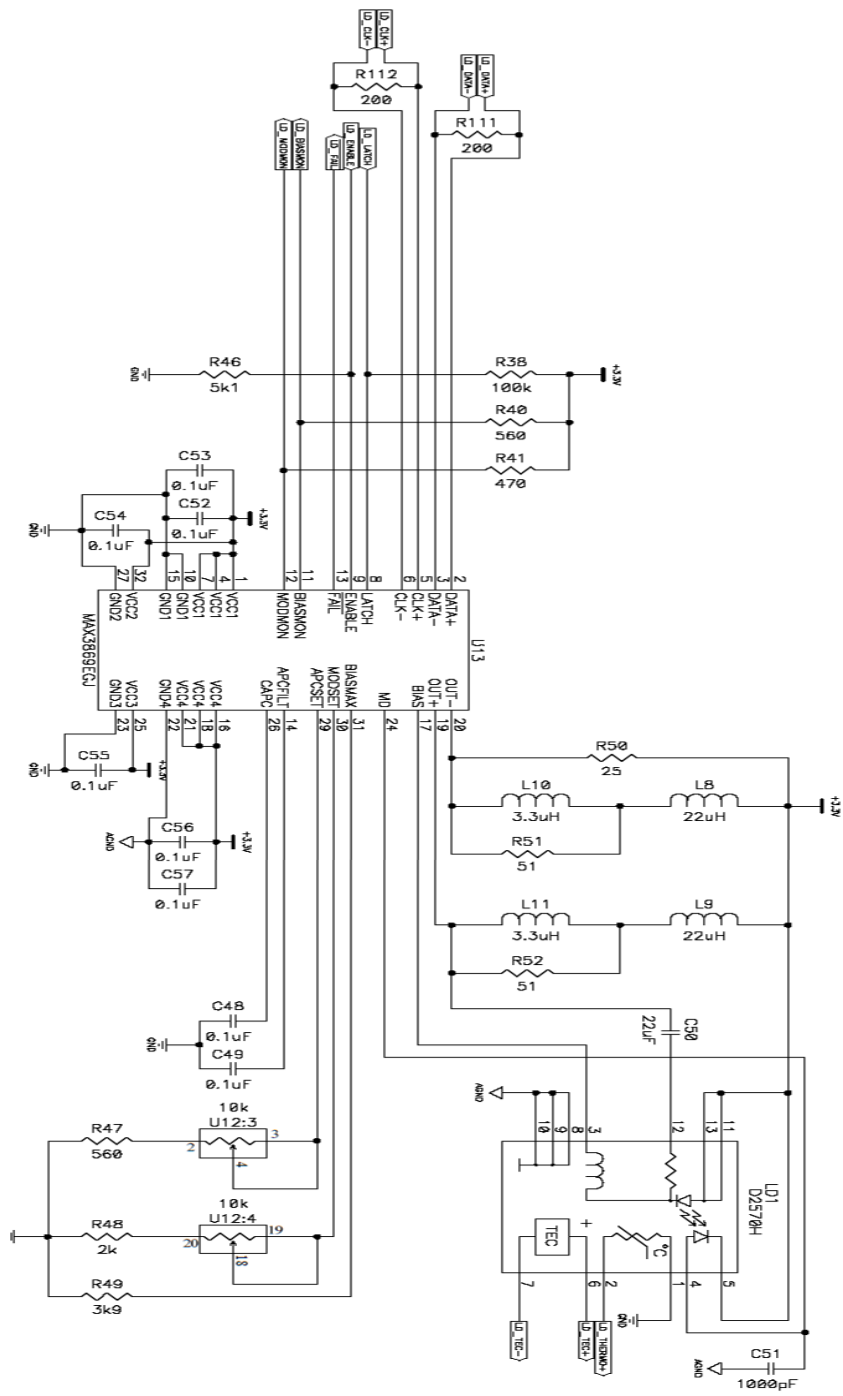 LD_CLK-
LD_CLK+
R112
200
LD_DATA-
LD_DATA+
R111
200
LD_MODMON
LD_BIASMON
LD_FAIL
LD_ENABLE
LD_LATCH
R46
5k1
GND
R38
100k
+3.3V
R40
560
R41
470
C53
0.1uF
C52
0.1uF
+3.3V
C54
0.1uF
GND
27
32
15
10
7
4
1
12
11
13
9
8
6
5
3
2
GND2
VCC2
GND1
GND1
VCC1
VCC1
VCC1
MODMON
BIASMON
FAIL
ENABLE
LATCH
CLK-
CLK+
DATA-
DATA+
U13
MAX3869EGJ
GND3
VCC3
GND4
VCC4
VCC4
VCC4
CAPC
APCFILT
APCSET
MODSET
BIASMAX
MD
BIAS
OUT+
OUT-
23
25
22
21
18
16
26
14
29
30
31
24
17
19
20
C55
0.1uF
GND
+3.3V
R50
25
L10
3.3uH
L8
22uH
+3.3V
C56
0.1uF
AGND
+3.3V
R51
51
C57
0.1uF
L11
3.3uH
L9
22uH
R52
51
C48
0.1uF
GND
C49
0.1uF
C50
22uF
AGND
10
9
8
3
12
13
11
10k
U12:3
2
3
4
R47
560
LD1
D2570H
10k
U12:4
20
19
18
R48
2k
TEC
+
°C
R49
3k9
7
6
2
1
4
5
LD_TEC-
LD_TEC+
LD_THERMO+
GND
C51
1000pF
AGND